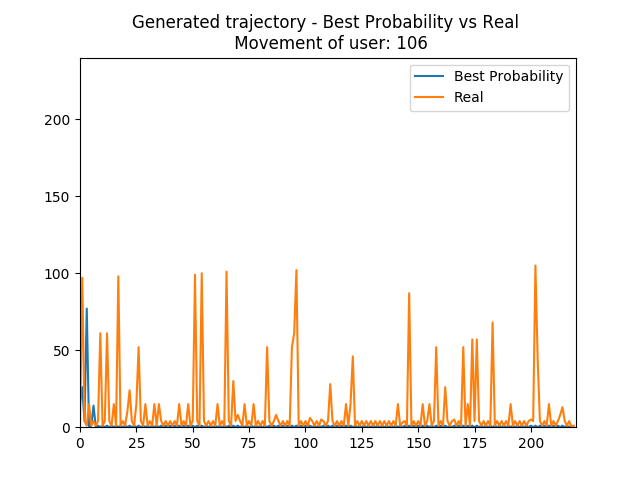 Generated trajectory - Best Probability vs Real
Movement of user: 106
Best Probability
Real
200
150
100
50
0
0 25 50 75 100 125 150 175 200